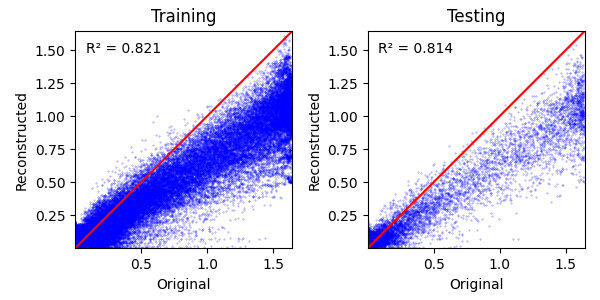 Training
R² = 0.821
1.50
1.25
1.00
0.75
0.50
0.25
0.5
1.0
1.5
Reconstructed
Original
Testing
R² = 0.814
1.50
1.25
1.00
0.75
0.50
0.25
0.5
1.0
1.5
Reconstructed
Original